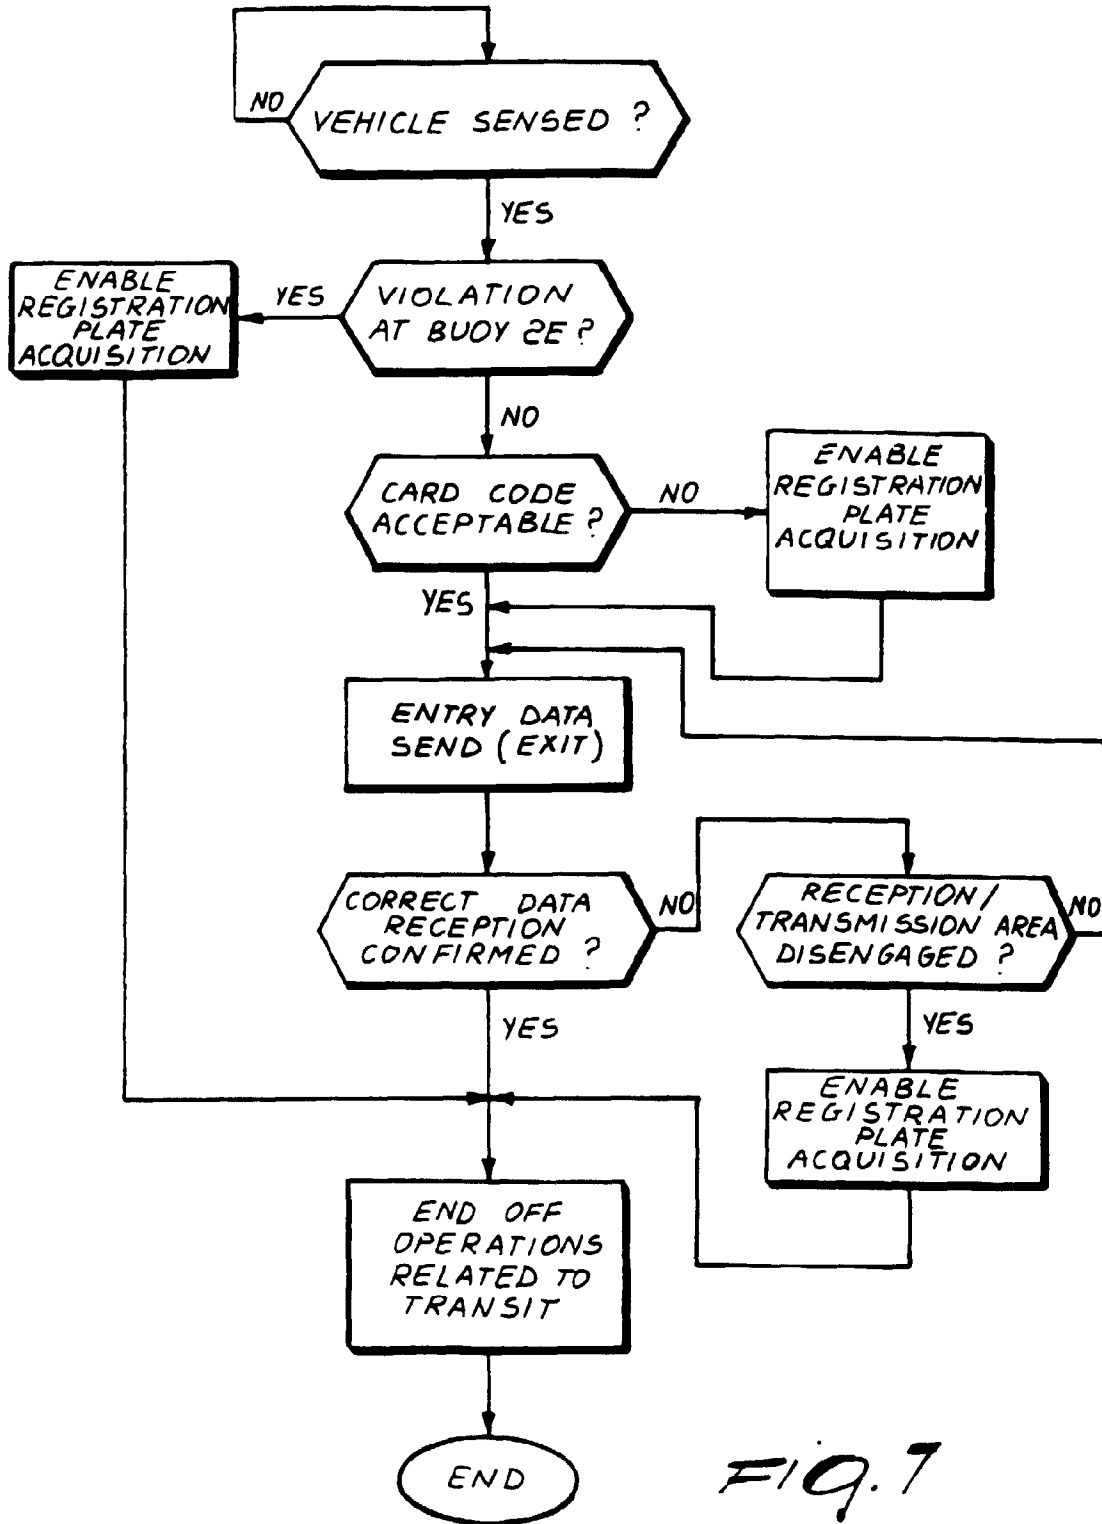 NO
VEHICLE SENSED ?
YES
ENABLE
REGISTRATION
PLATE
ACQUISITION
YES
VIOLATION
AT BUOY 2E ?
NO
CARD CODE
ACCEPTABLE ?
NO
ENABLE
REGISTRATION
PLATE
ACQUISITION
YES
ENTRY DATA
SEND (EXIT)
CORRECT DATA
RECEPTION
CONFIRMED ?
NO
RECEPTION/
TRANSMISSION AREA
DISENGAGED ?
NO
YES
YES
ENABLE
REGISTRATION
PLATE
ACQUISITION
END OFF
OPERATIONS
RELATED TO
TRANSIT
END
FIG. 7